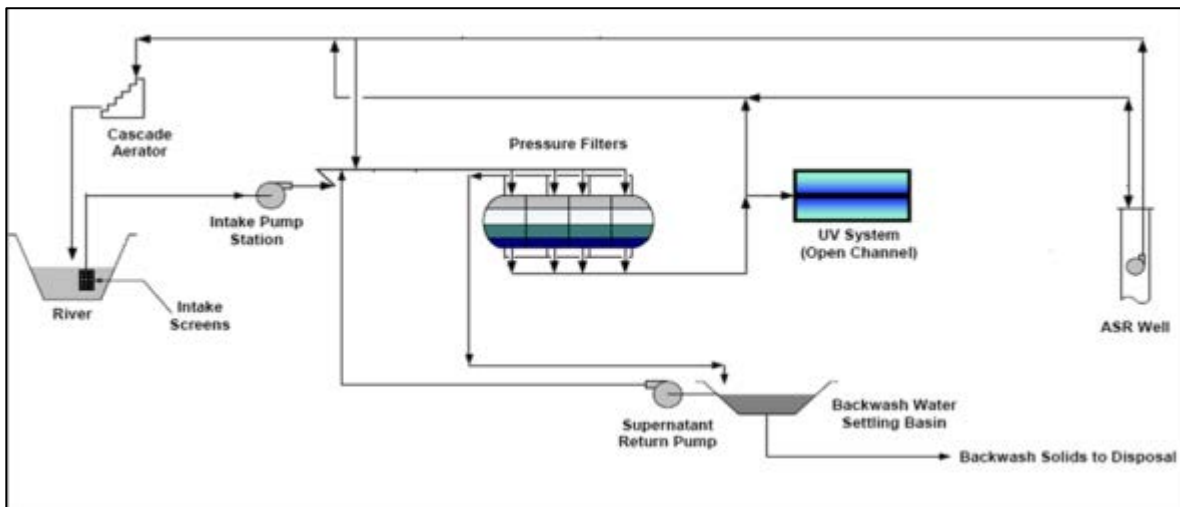 Cascade
Aerator
Pressure Filters
Intake Pump
Station
UV System
(Open Channel)
River
Intake
Screens
ASR Well
Supernatant
Return Pump
Backwash Water
Settling Basin
Backwash Solids to Disposal